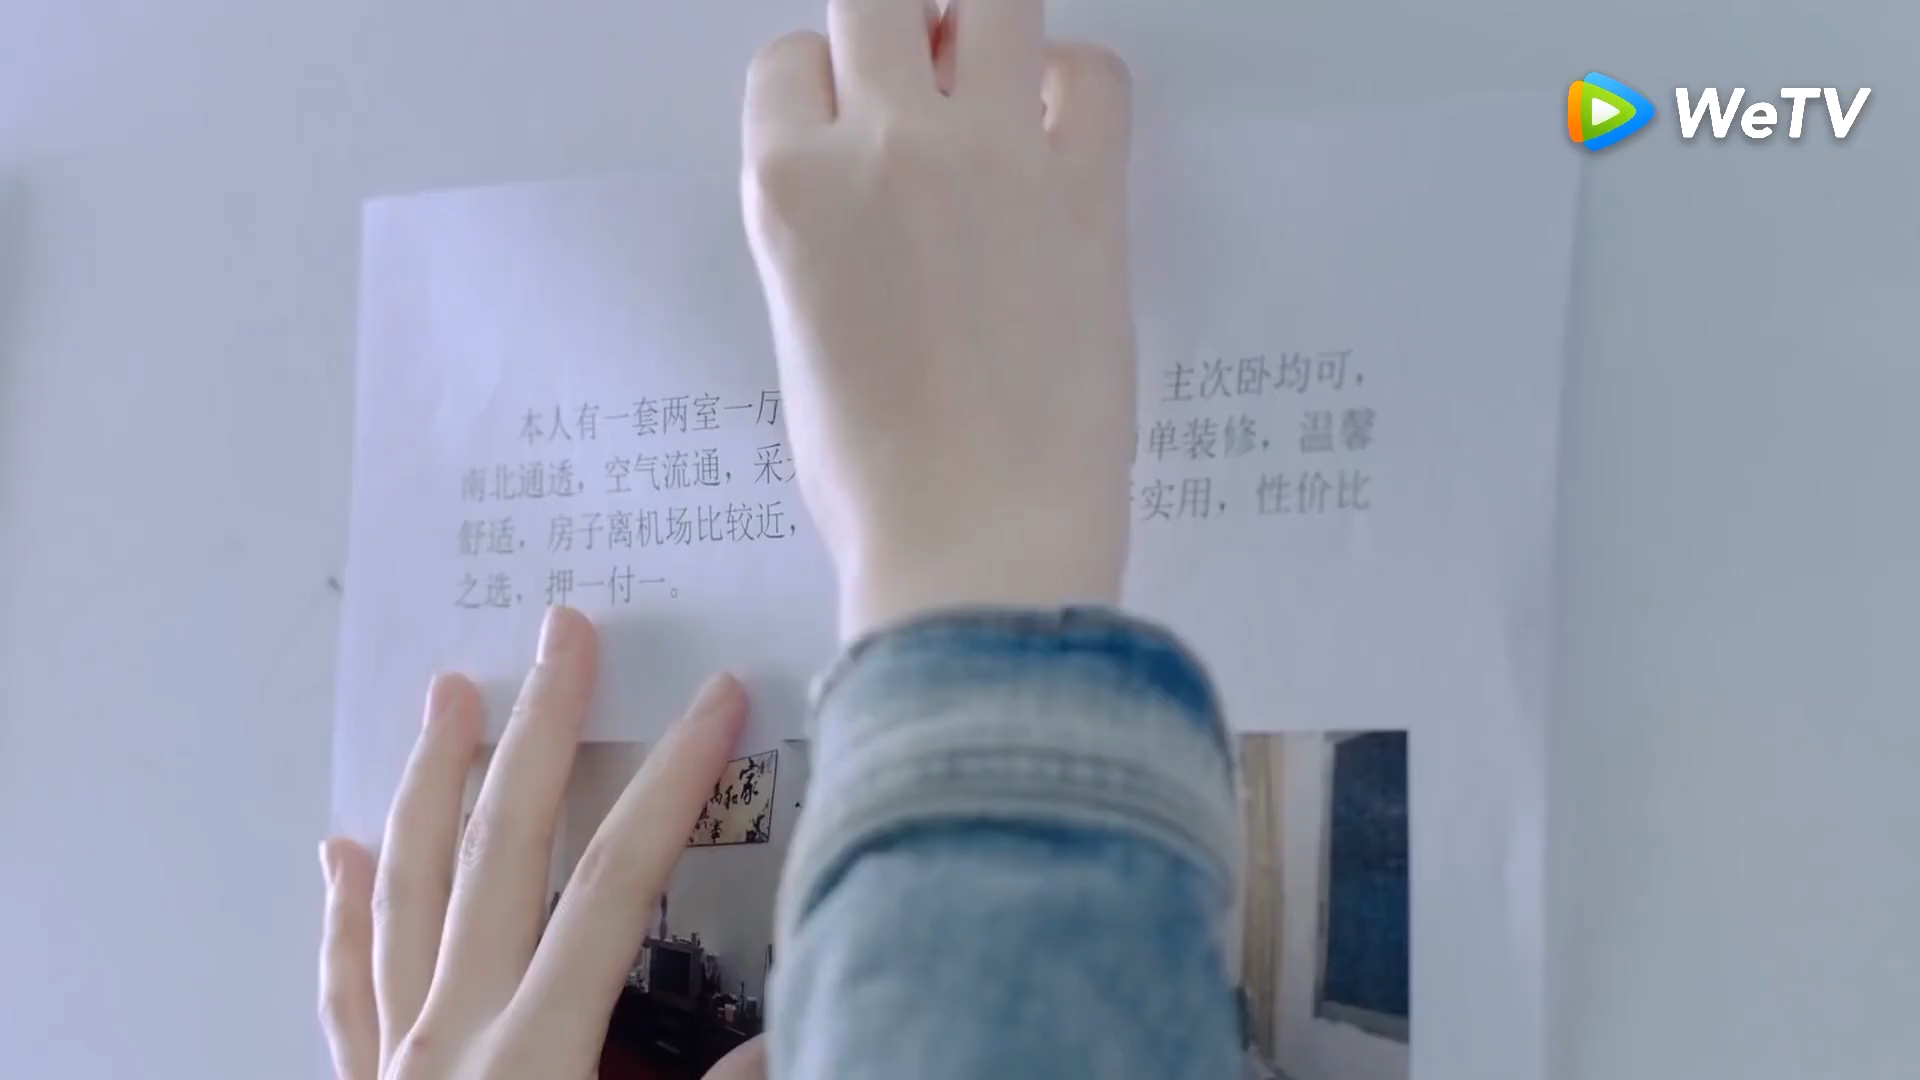 WeTV
本人有一套两室一厅 主次卧均可，
南北通透，空气流通，采 单装修，温馨
舒适，房子离机场比较近， 实用，性价比
之选，押一付一。
家
和